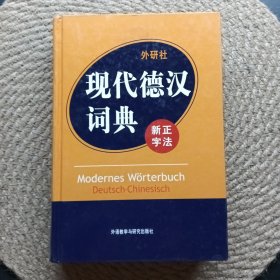 外研社
现代德汉
词典
新正
字法
Modernes Wörterbuch
Deutsch-Chinesisch
外语教学与研究出版社